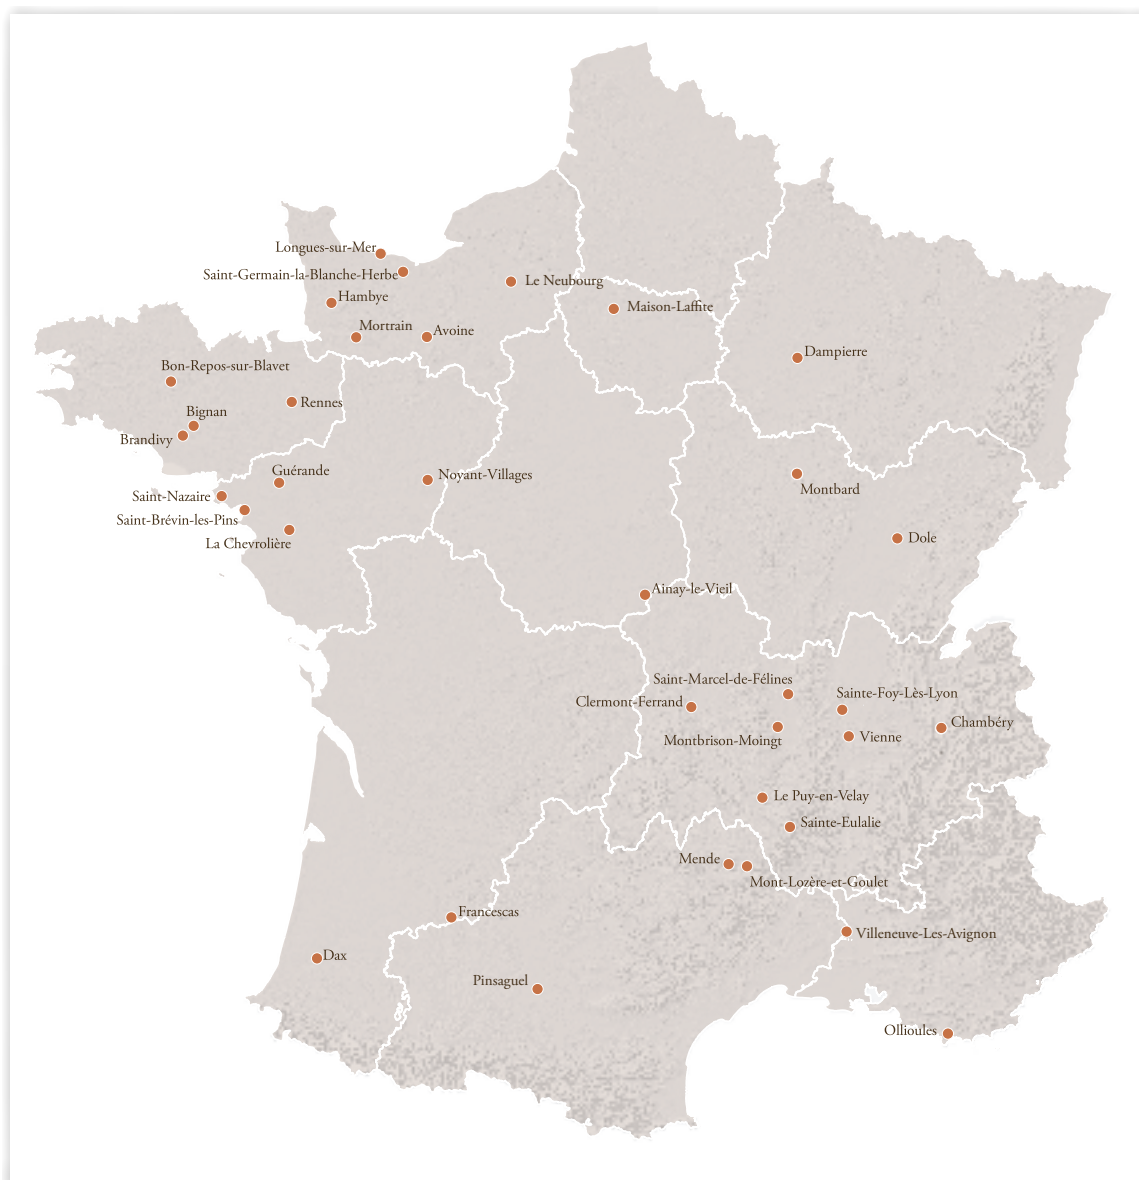 Longues-sur-Mer
Saint-Germain-la-Blanche-Herbe
Le Neubourg
Hambye
Maison-Laffite
Mortrain
Avoine
Dampierre
Bon-Repos-sur-Blavet
Rennes
Bignan
Brandivy
Guérande
Noyant-Villages
Montbard
Saint-Nazaire
Saint-Brévin-les-Pins
La Chevrolière
Dole
Ainay-le-Vieil
Saint-Marcel-de-Félines
Sainte-Foy-Lès-Lyon
Clermont-Ferrand
Chambéry
Montbrison-Moingt
Vienne
Le Puy-en-Velay
Sainte-Eulalie
Mende
Mont-Lozère-et-Goulet
Francescas
Villeneuve-Les-Avignon
Dax
Pinsaguel
Ollioules